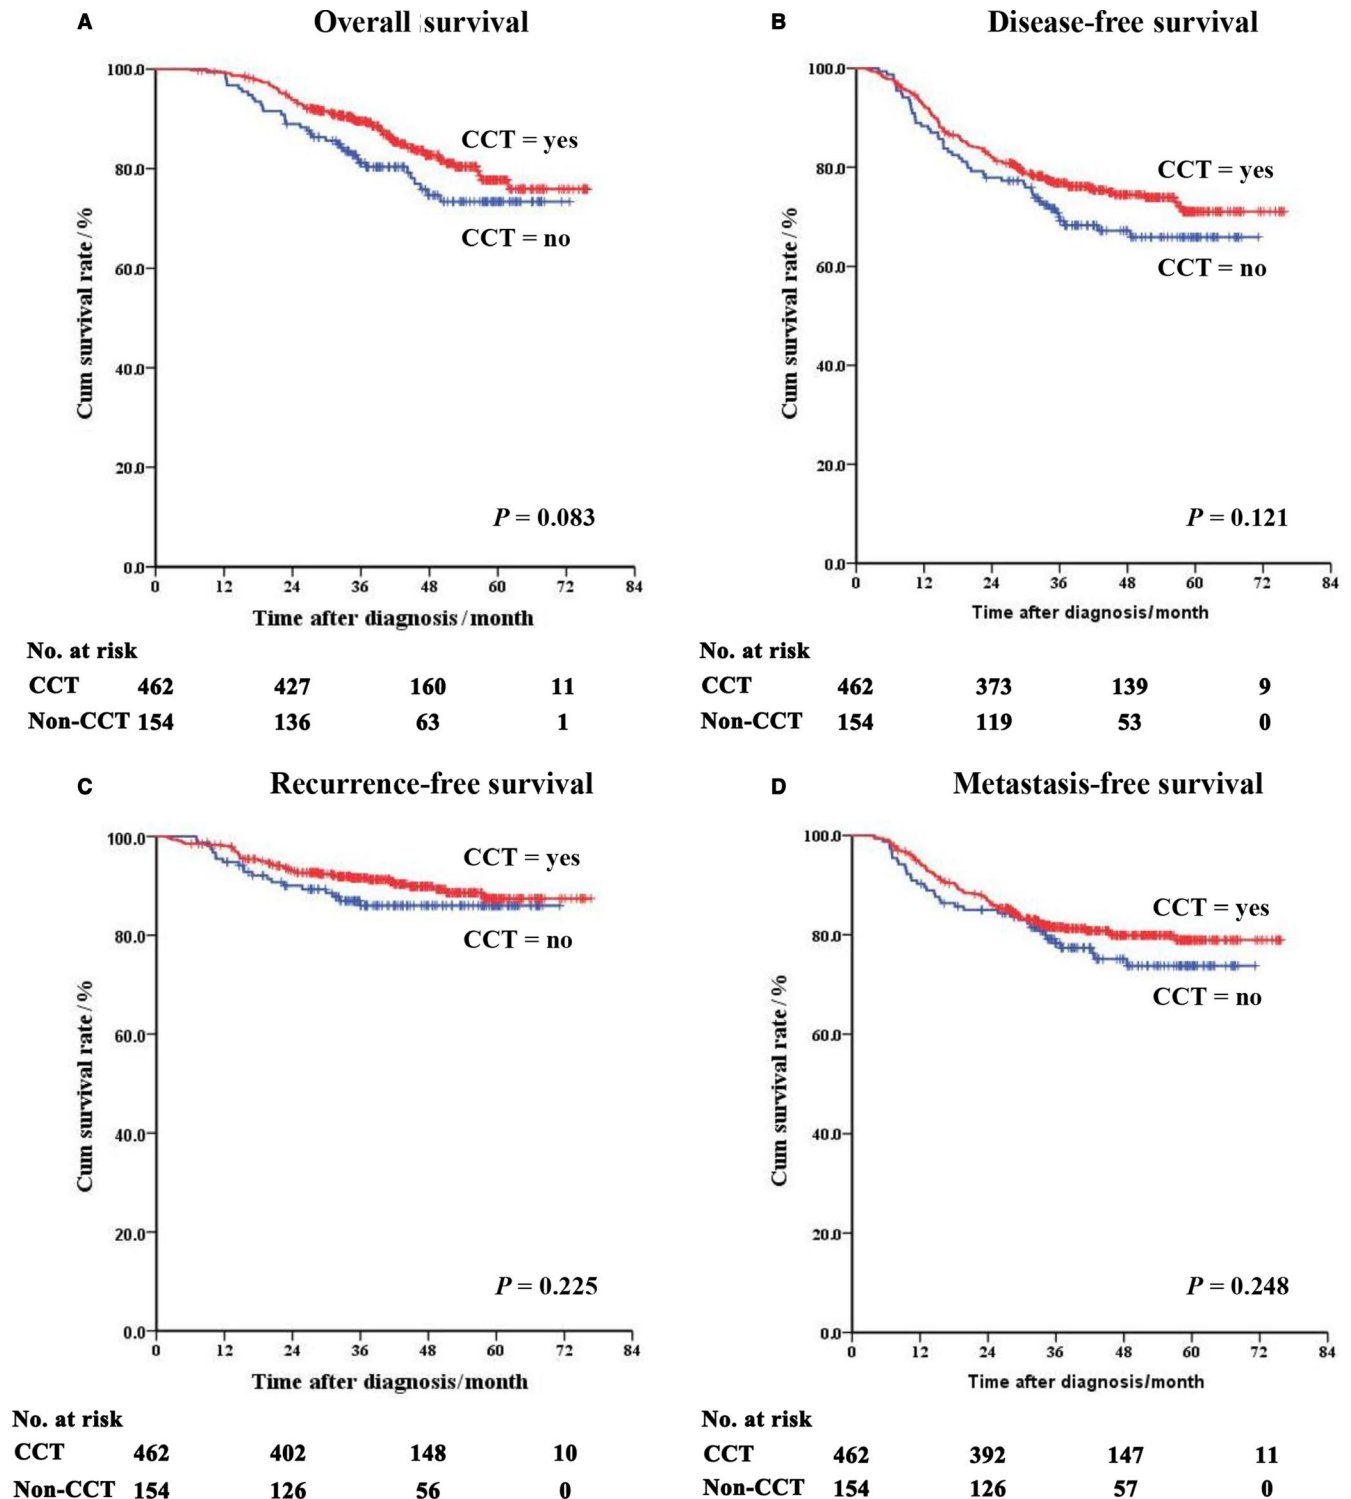 A Overall survival
100.0
80.0
60.0
40.0
20.0
0.0
Cum survival rate / %
CCT = yes
CCT = no
P = 0.083
0 12 24 36 48 60 72 84
Time after diagnosis/month
No. at risk
CCT 462 427 160 11
Non-CCT 154 136 63 1
B Disease-free survival
100.0
80.0
60.0
40.0
20.0
0.0
Cum survival rate / %
CCT = yes
CCT = no
P = 0.121
0 12 24 36 48 60 72 84
Time after diagnosis/month
No. at risk
CCT 462 373 139 9
Non-CCT 154 119 53 0
C Recurrence-free survival
100.0
80.0
60.0
40.0
20.0
0.0
Cum survival rate / %
CCT = yes
CCT = no
P = 0.225
0 12 24 36 48 60 72 84
Time after diagnosis/month
No. at risk
CCT 462 402 148 10
Non-CCT 154 126 56 0
D Metastasis-free survival
100.0
80.0
60.0
40.0
20.0
0.0
Cum survival rate / %
CCT = yes
CCT = no
P = 0.248
0 12 24 36 48 60 72 84
Time after diagnosis/month
No. at risk
CCT 462 392 147 11
Non-CCT 154 126 57 0